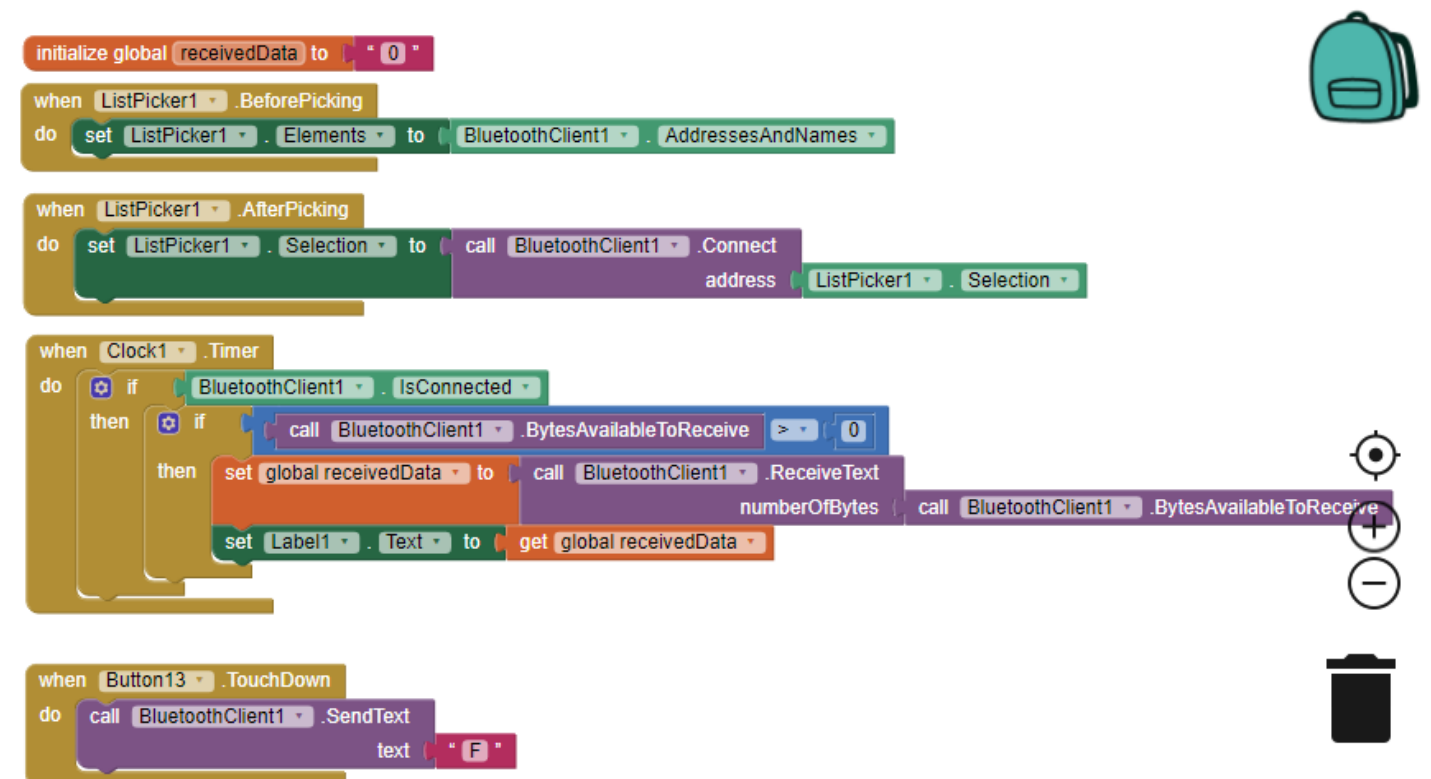 initialize global receivedData to " 0 "
when ListPicker1 .BeforePicking
do set ListPicker1 . Elements to BluetoothClient1 . AddressesAndNames
when ListPicker1 .AfterPicking
do set ListPicker1 . Selection to call BluetoothClient1 .Connect
address ListPicker1 . Selection
when Clock1 .Timer
do if BluetoothClient1 . IsConnected
then if call BluetoothClient1 .BytesAvailableToReceive > 0
then set global receivedData to call BluetoothClient1 .ReceiveText
numberOfBytes call BluetoothClient1 .BytesAvailableToReceive
set Label1 . Text to get global receivedData
when Button13 .TouchDown
do call BluetoothClient1 .SendText
text " F "